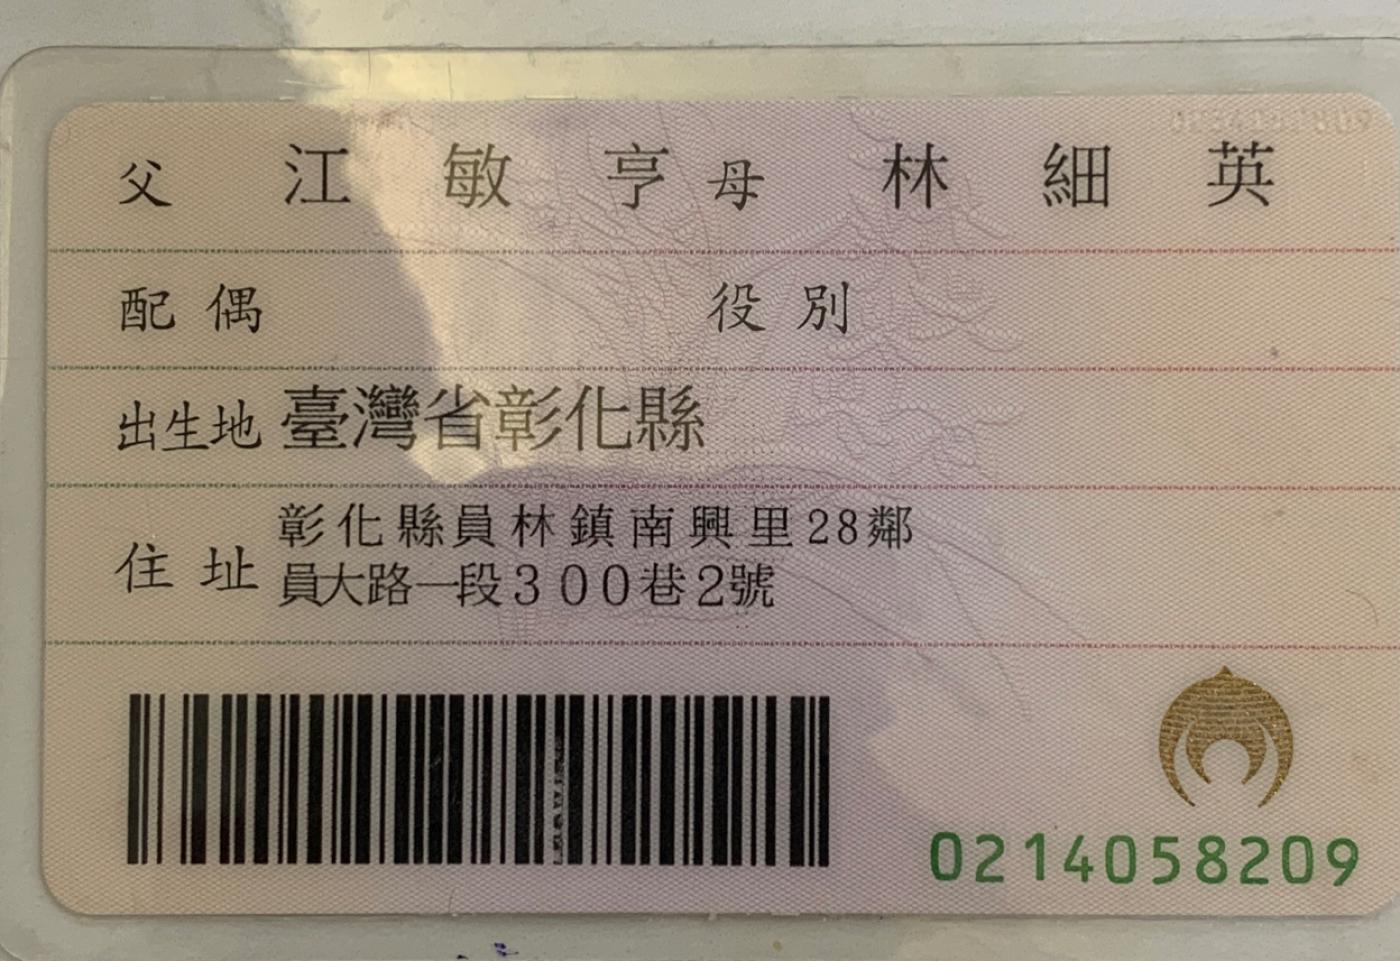 父 江敏亨 母 林細英
配偶 役別
出生地 臺灣省彰化縣
住址 彰化縣員林鎮南興里28鄰
員大路一段300巷2號
0214058209